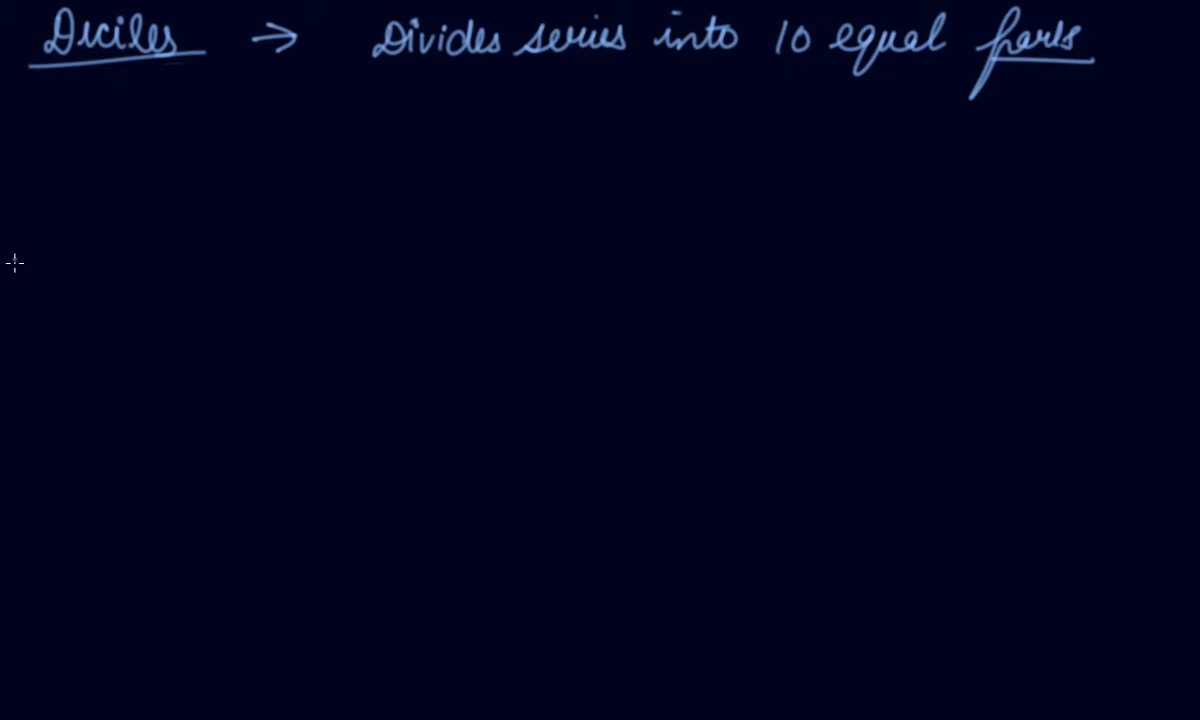 Deciles → Divides series into 10 equal parts